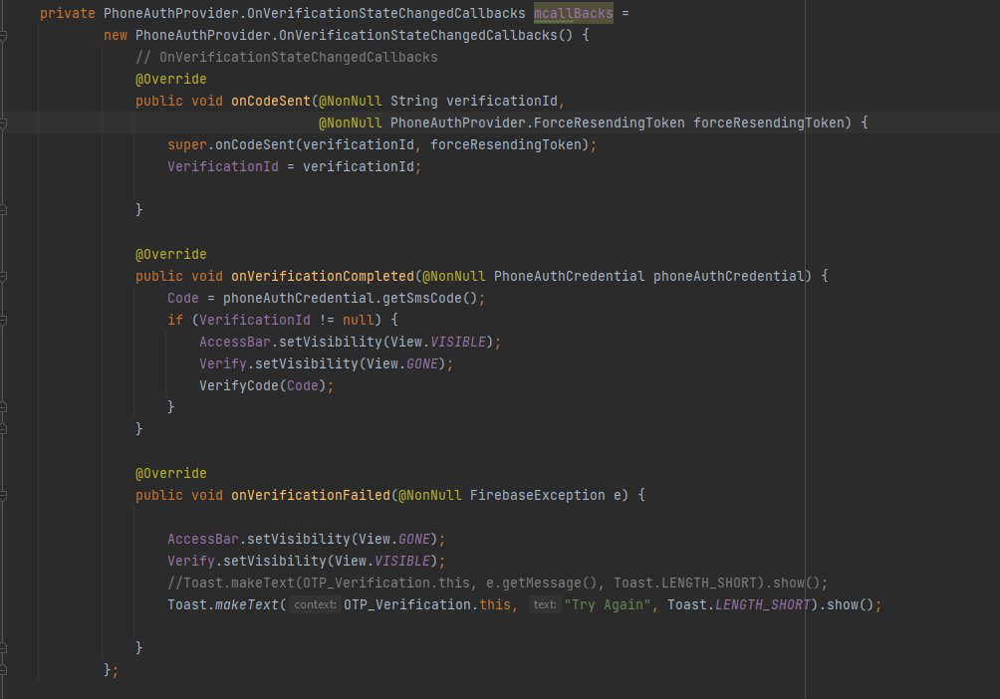 private PhoneAuthProvider.OnVerificationStateChangedCallbacks mcallBacks =
new PhoneAuthProvider.OnVerificationStateChangedCallbacks() {
// OnVerificationStateChangedCallbacks
@Override
public void onCodeSent(@NonNull String verificationId,
@NonNull PhoneAuthProvider.ForceResendingToken forceResendingToken) {
super.onCodeSent(verificationId, forceResendingToken);
VerificationId = verificationId;
}
@Override
public void onVerificationCompleted(@NonNull PhoneAuthCredential phoneAuthCredential) {
Code = phoneAuthCredential.getSmsCode();
if (VerificationId != null) {
AccessBar.setVisibility(View.VISIBLE);
Verify.setVisibility(View.GONE);
VerifyCode(Code);
}
}
@Override
public void onVerificationFailed(@NonNull FirebaseException e) {
AccessBar.setVisibility(View.GONE);
Verify.setVisibility(View.VISIBLE);
//Toast.makeText(OTP_Verification.this, e.getMessage(), Toast.LENGTH_SHORT).show();
Toast.makeText( context: OTP_Verification.this, text: "Try Again", Toast.LENGTH_SHORT).show();
}
};